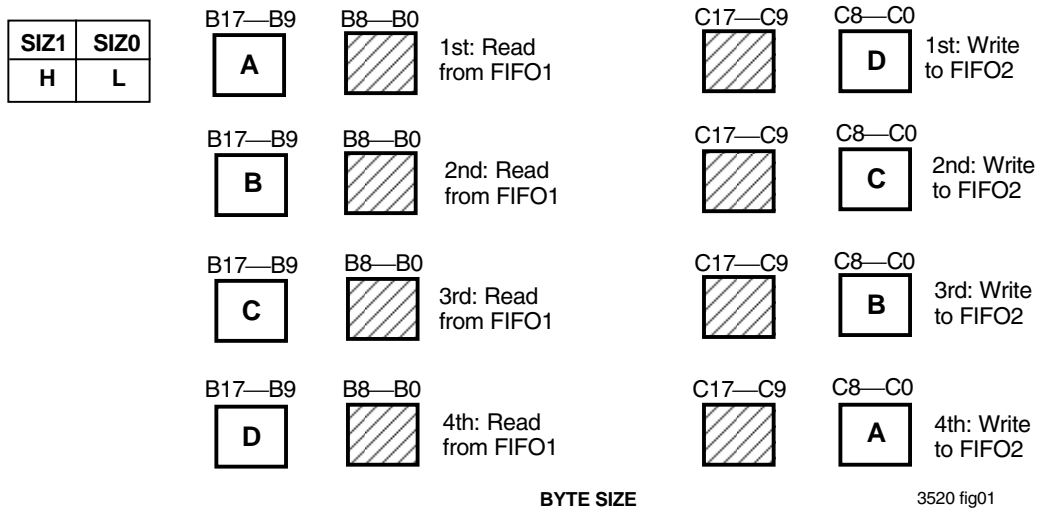 SIZ1 SIZ0
H L
B17—B9 B8—B0 C17—C9 C8—C0
A 1st: Read D 1st: Write
from FIFO1 to FIFO2
B17—B9 B8—B0 C17—C9 C8—C0
B 2nd: Read C 2nd: Write
from FIFO1 to FIFO2
B17—B9 B8—B0 C17—C9 C8—C0
C 3rd: Read B 3rd: Write
from FIFO1 to FIFO2
B17—B9 B8—B0 C17—C9 C8—C0
D 4th: Read A 4th: Write
from FIFO1 to FIFO2
BYTE SIZE 3520 fig01